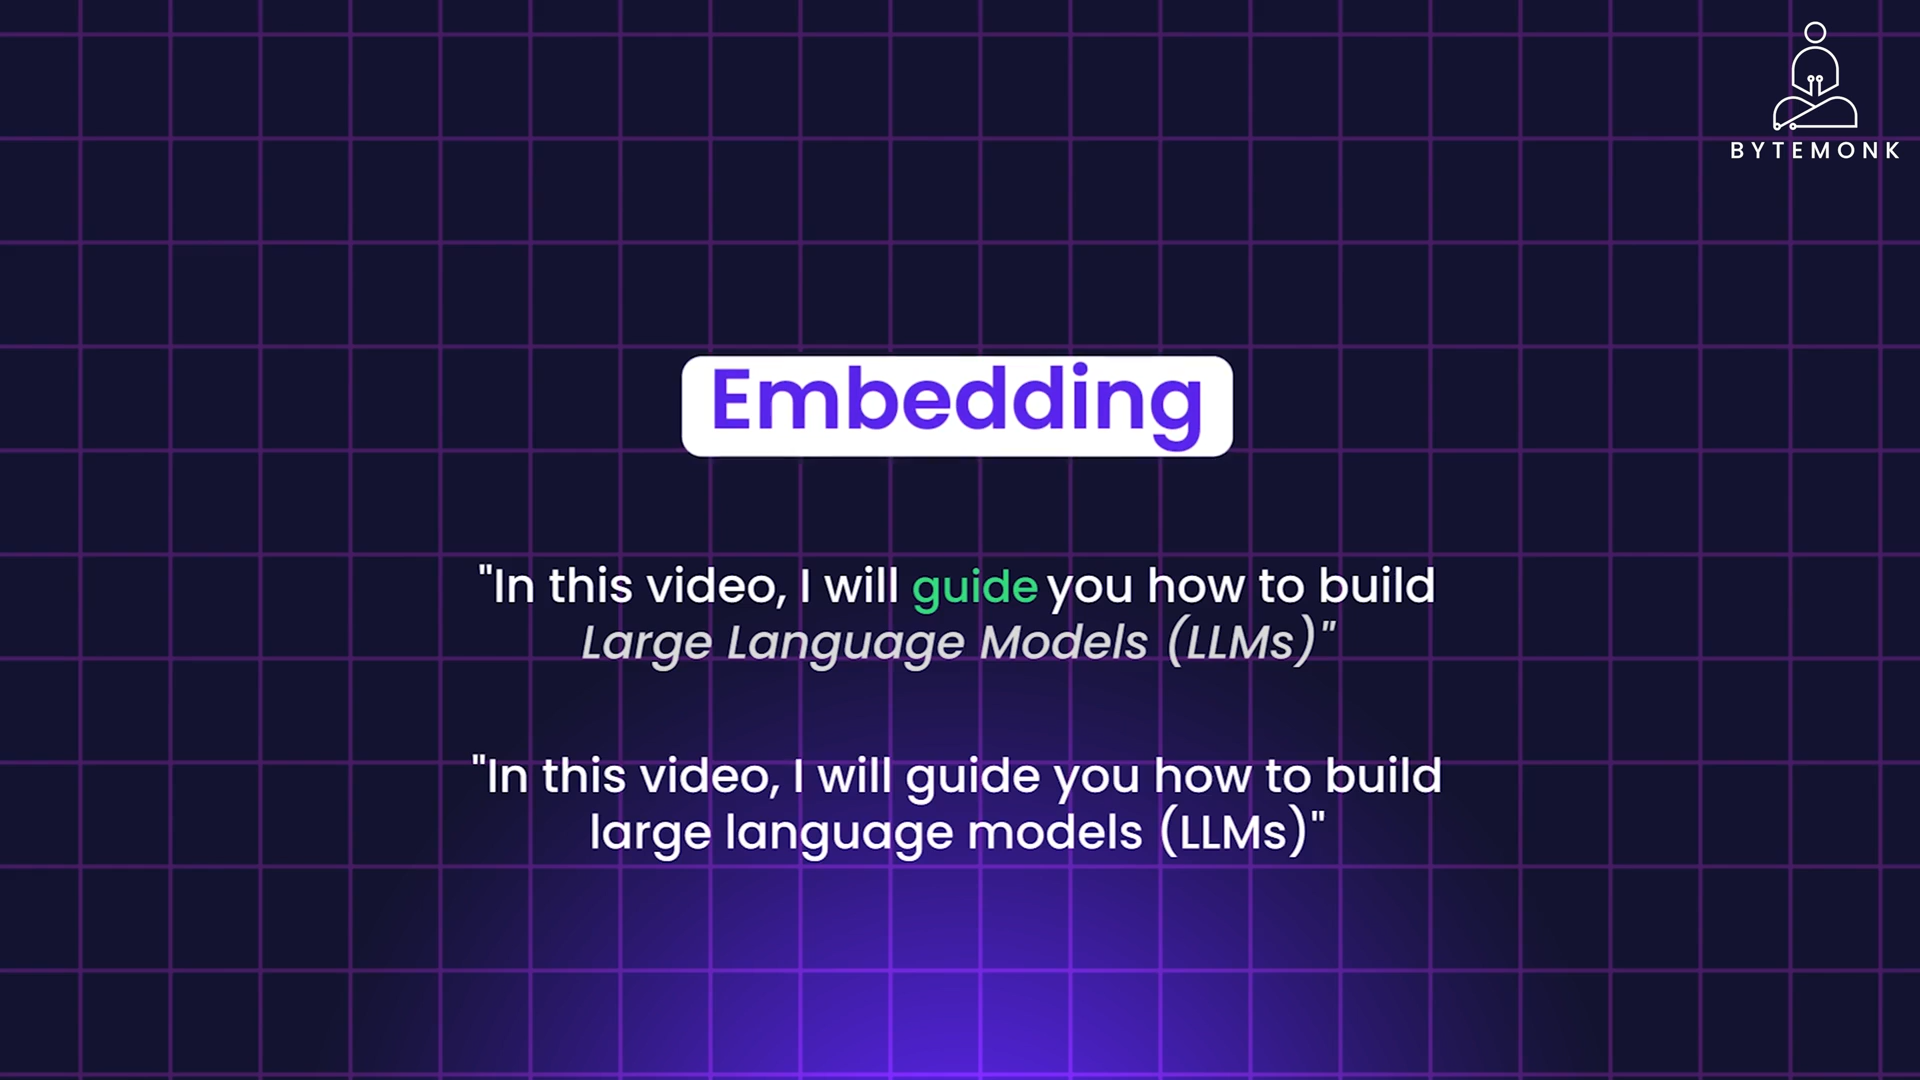 BYTEMONK
Embedding
"In this video, I will guide you how to build
Large Language Models (LLMs)"
"In this video, I will guide you how to build
large language models (LLMs)"